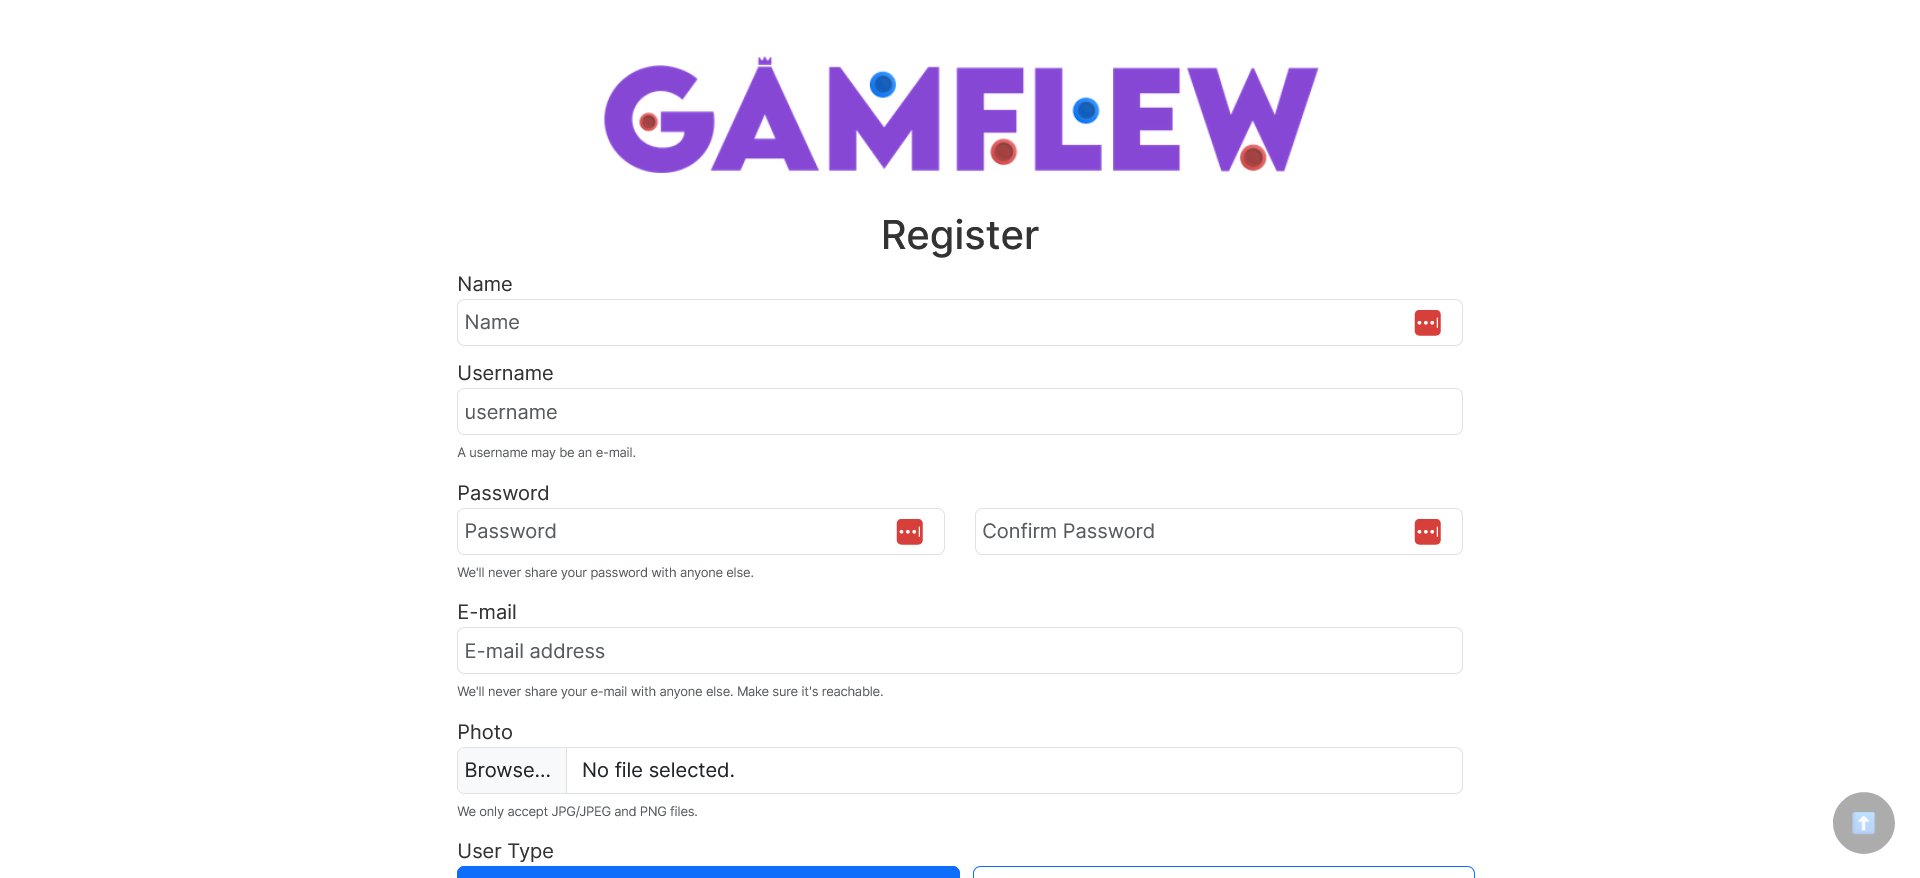 GAMFLEW
Register
Name
Name
Username
username
A username may be an e-mail.
Password
Password
Confirm Password
We'll never share your password with anyone else.
E-mail
E-mail address
We'll never share your e-mail with anyone else. Make sure it's reachable.
Photo
Browse... No file selected.
We only accept JPG/JPEG and PNG files.
User Type